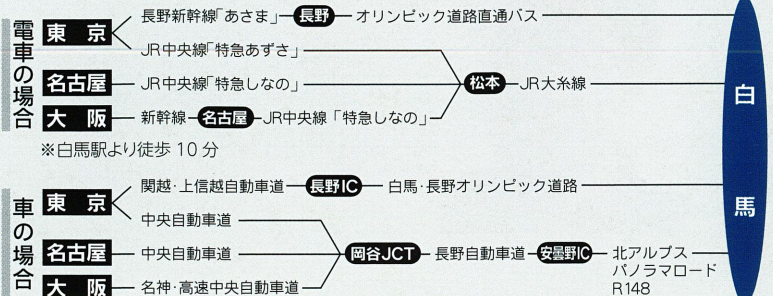 電車の場合
東京
長野新幹線「あさま」 長野 オリンピック道路直通バス
JR中央線「特急あずさ」
名古屋 JR中央線「特急しなの」 松本 JR大糸線
大阪 新幹線 名古屋 JR中央線「特急しなの」
※白馬駅より徒歩10分
車の場合
東京
関越・上信越自動車道 長野IC 白馬・長野オリンピック道路
中央自動車道
名古屋 中央自動車道 岡谷JCT 長野自動車道 安曇野IC 北アルプス
パノラマロード
R148
大阪 名神・高速中央自動車道
白馬